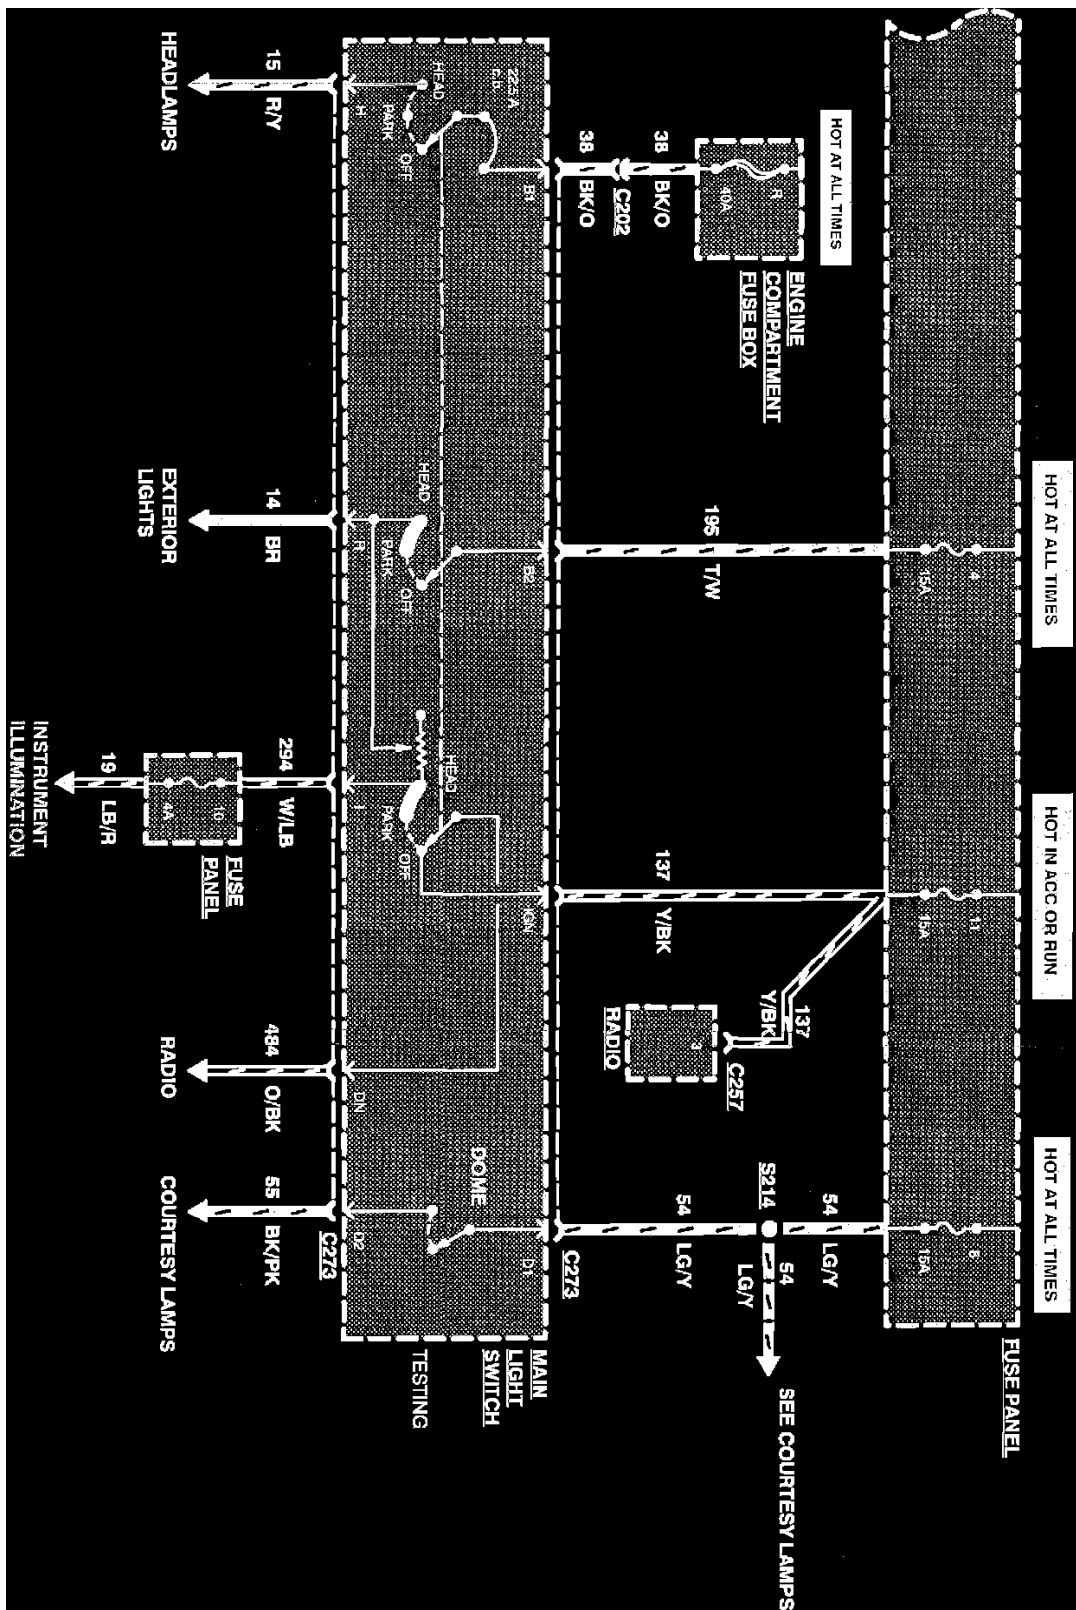 HOT AT ALL TIMES
HOT IN ACC OR RUN
HOT AT ALL TIMES
FUSE PANEL
4
15A
11
15A
8
15A
HOT AT ALL TIMES
R
40A
ENGINE
COMPARTMENT
FUSE BOX
38
BK/O
C202
38
BK/O
195
T/W
137
Y/BK
137
Y/BK
C257
3
RADIO
54
LG/Y
S214
54
LG/Y
SEE COURTESY LAMPS
54
LG/Y
C273
B1
B2
IGN
D1
MAIN
LIGHT
SWITCH
TESTING
22.5 A
c.b.
HEAD
PARK
OFF
HEAD
PARK
OFF
HEAD
PARK
OFF
DOME
H
R
I
DN
D2
C273
15
R/Y
HEADLAMPS
14
BR
EXTERIOR
LIGHTS
294
W/LB
10
4A
FUSE
PANEL
19
LB/R
INSTRUMENT
ILLUMINATION
484
O/BK
RADIO
55
BK/PK
COURTESY LAMPS